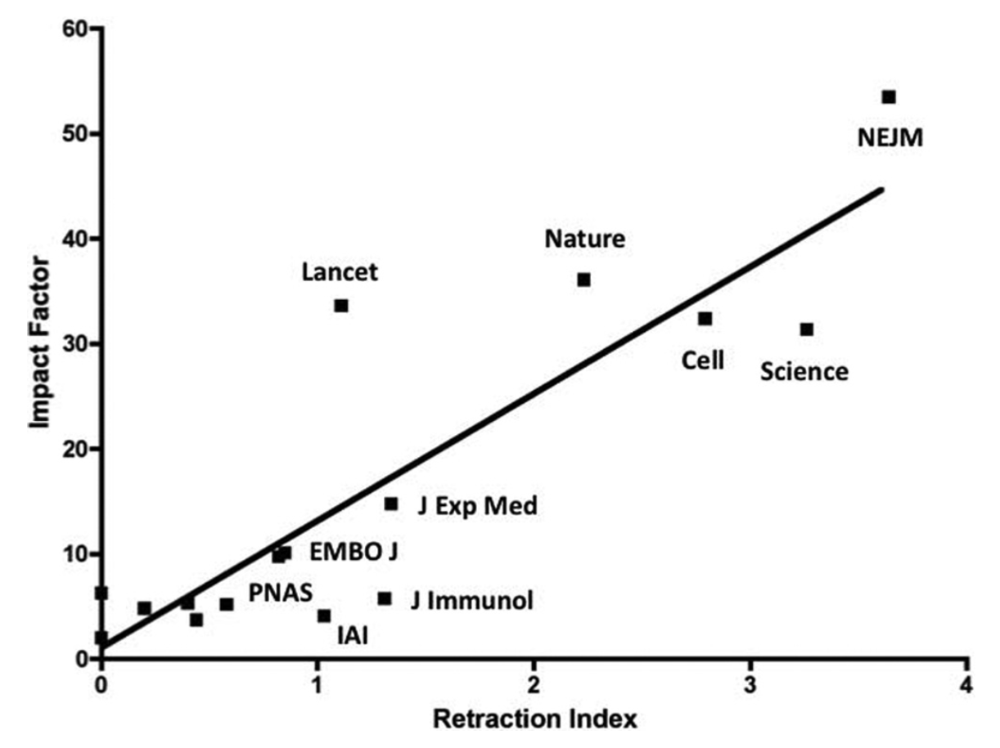 60
50
40
30
20
10
0
Impact Factor
NEJM
Nature
Lancet
Cell
Science
J Exp Med
EMBO J
PNAS
J Immunol
IAI
0 1 2 3 4
Retraction Index